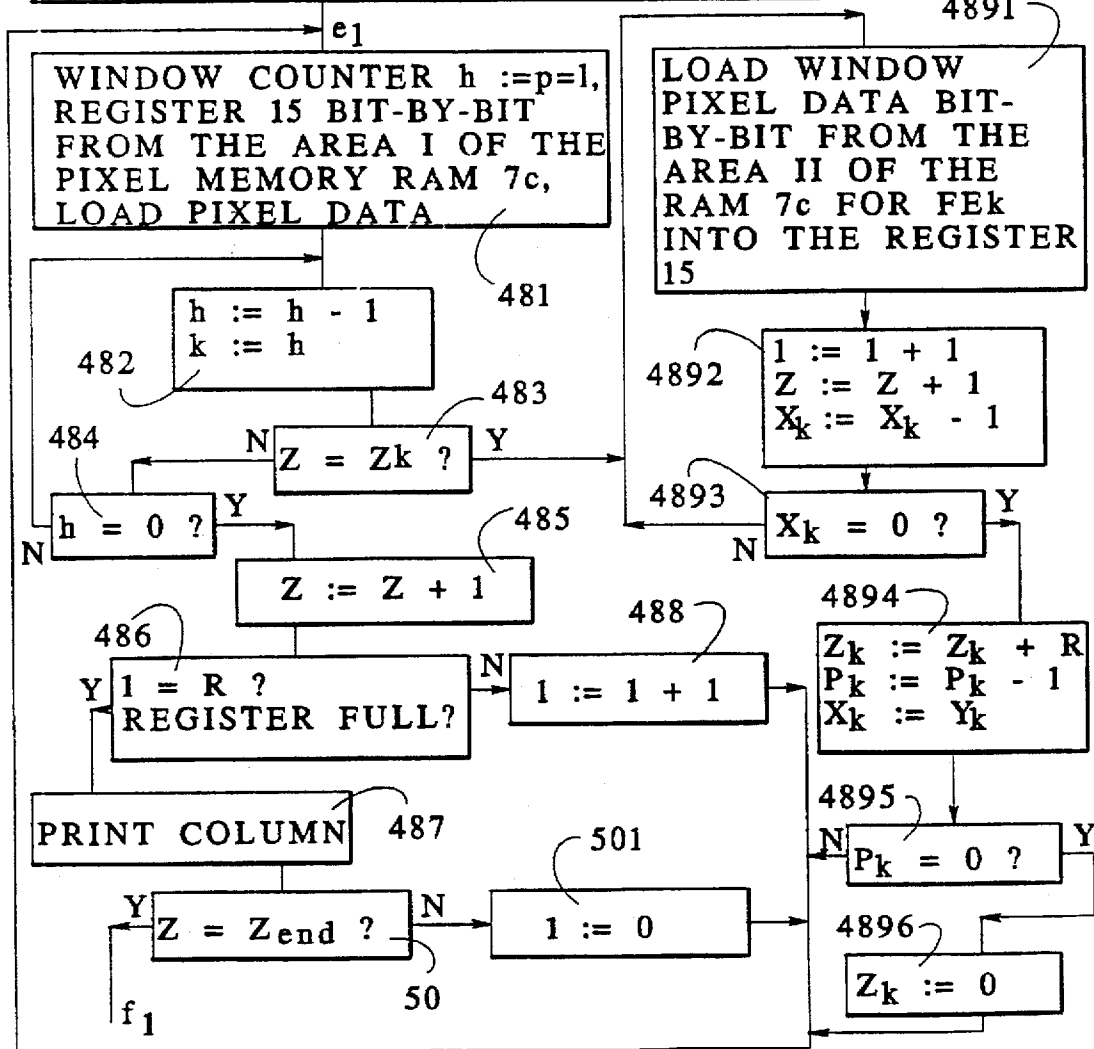 4891
e1
WINDOW COUNTER h :=p=1,
REGISTER 15 BIT-BY-BIT
FROM THE AREA I OF THE
PIXEL MEMORY RAM 7c,
LOAD PIXEL DATA
LOAD WINDOW
PIXEL DATA BIT-
BY-BIT FROM THE
AREA II OF THE
RAM 7c FOR FEk
INTO THE REGISTER
15
481
h := h - 1
k := h
482
1 := 1 + 1
Z := Z + 1
Xk := Xk - 1
4892
483
N
Z = Zk ?
Y
484
h = 0 ?
Y
N
4893
Xk = 0 ?
Y
N
485
Z := Z + 1
486
Y
1 = R ?
REGISTER FULL?
N
488
1 := 1 + 1
4894
Zk := Zk + R
Pk := Pk - 1
Xk := Yk
PRINT COLUMN
487
4895
N
Pk = 0 ?
Y
Y
Z = Zend ?
N
50
501
1 := 0
4896
Zk := 0
f1